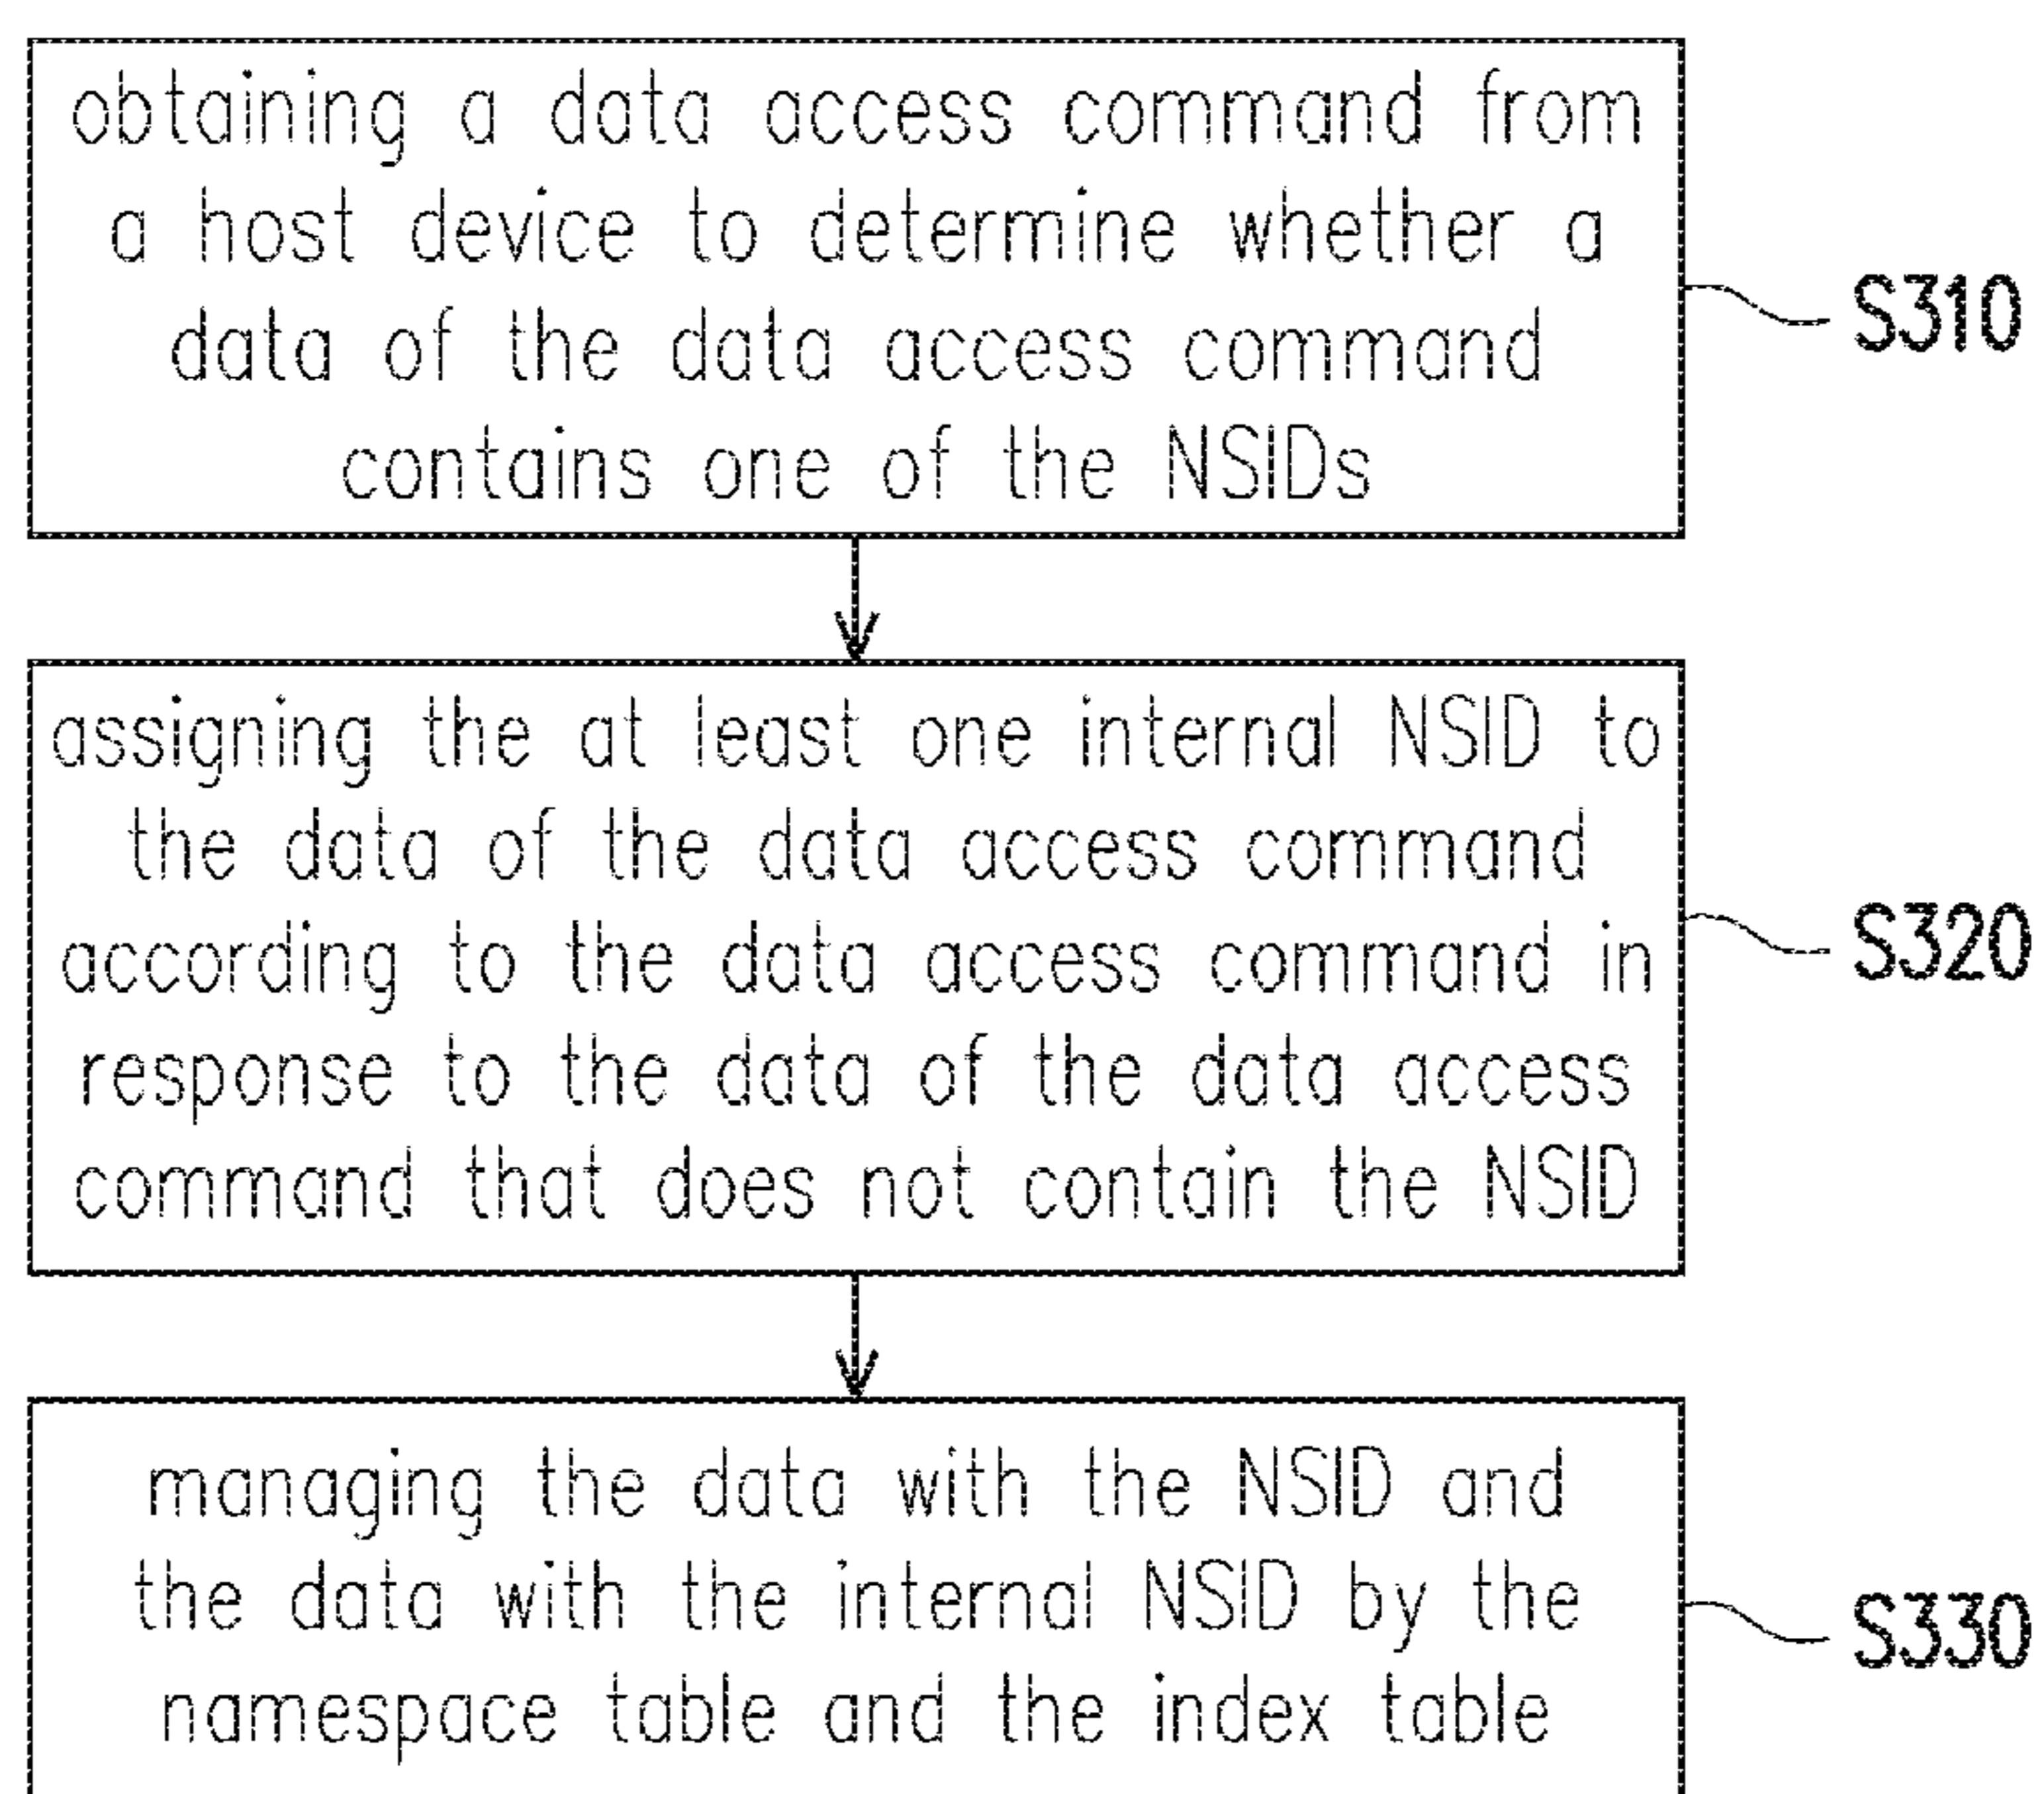 obtaining a data access command from
a host device to determine whether a
data of the data access command
contains one of the NSIDs
S310
assigning the at least one internal NSID to
the data of the data access command
according to the data access command in
response to the data of the data access
command that does not contain the NSID
S320
managing the data with the NSID and
the data with the internal NSID by the
namespace table and the index table
S330